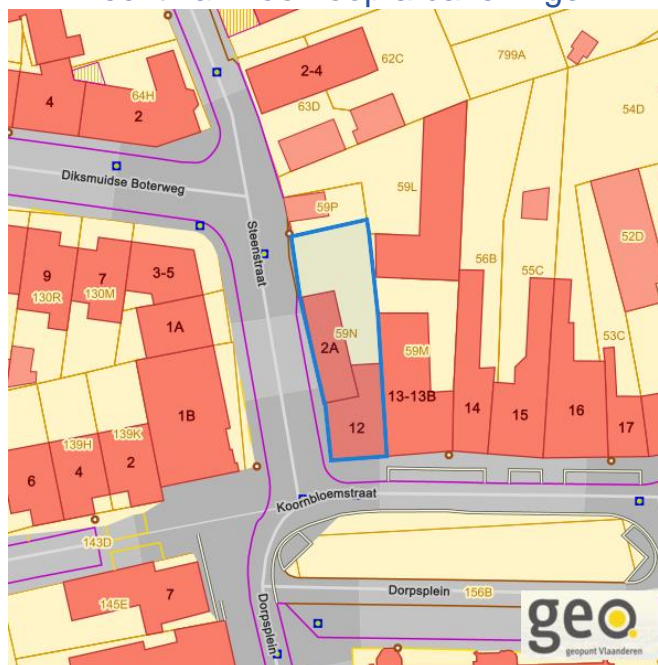 2-4
62C
799A
4
64H
2
63D
54D
Diksmuidse Boterweg
59L
59P
Steenstraat
52D
9
7
3-5
56B
130R
130M
55C
1A
59N
53C
2A
59M
13-13B
1B
14
15
16
12
17
139K
139H
6
4
2
Koornbloemstraat
143D
Dorpsplein
156B
7
145E
Dorpsplein
geo
geopunt Vlaanderen